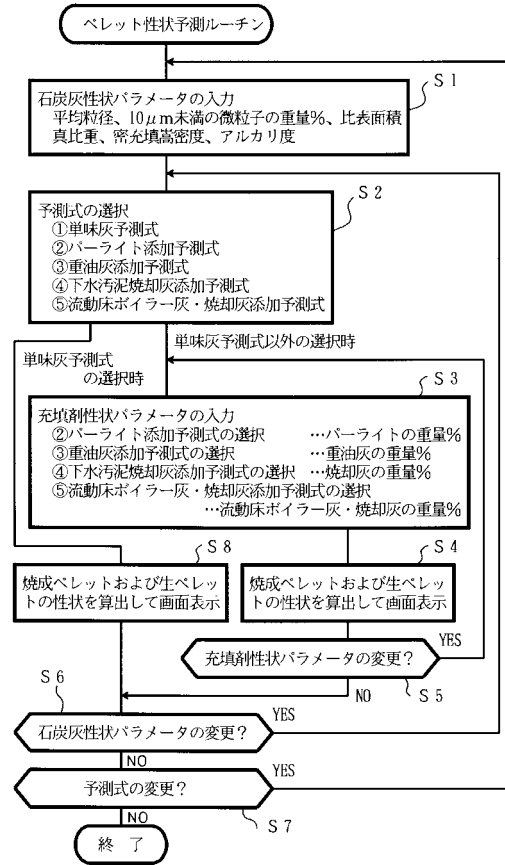 ペレット性状予測ルーチン
S1
石炭灰性状パラメータの入力
平均粒径、10μm未満の微粒子の重量%、比表面積
真比重、密充填嵩密度、アルカリ度
S2
予測式の選択
①単味灰予測式
②パーライト添加予測式
③重油灰添加予測式
④下水汚泥焼却灰添加予測式
⑤流動床ボイラー灰・焼却灰添加予測式
単味灰予測式以外の選択時
単味灰予測式
の選択時
S3
充填剤性状パラメータの入力
②パーライト添加予測式の選択 …パーライトの重量%
③重油灰添加予測式の選択 …重油灰の重量%
④下水汚泥焼却灰添加予測式の選択 …焼却灰の重量%
⑤流動床ボイラー灰・焼却灰添加予測式の選択
…流動床ボイラー灰・焼却灰の重量%
S8
焼成ペレットおよび生ペレッ
トの性状を算出して画面表示
S4
焼成ペレットおよび生ペレッ
トの性状を算出して画面表示
YES
充填剤性状パラメータの変更?
NO
S5
S6
石炭灰性状パラメータの変更?
YES
NO
予測式の変更?
YES
NO
S7
終 了